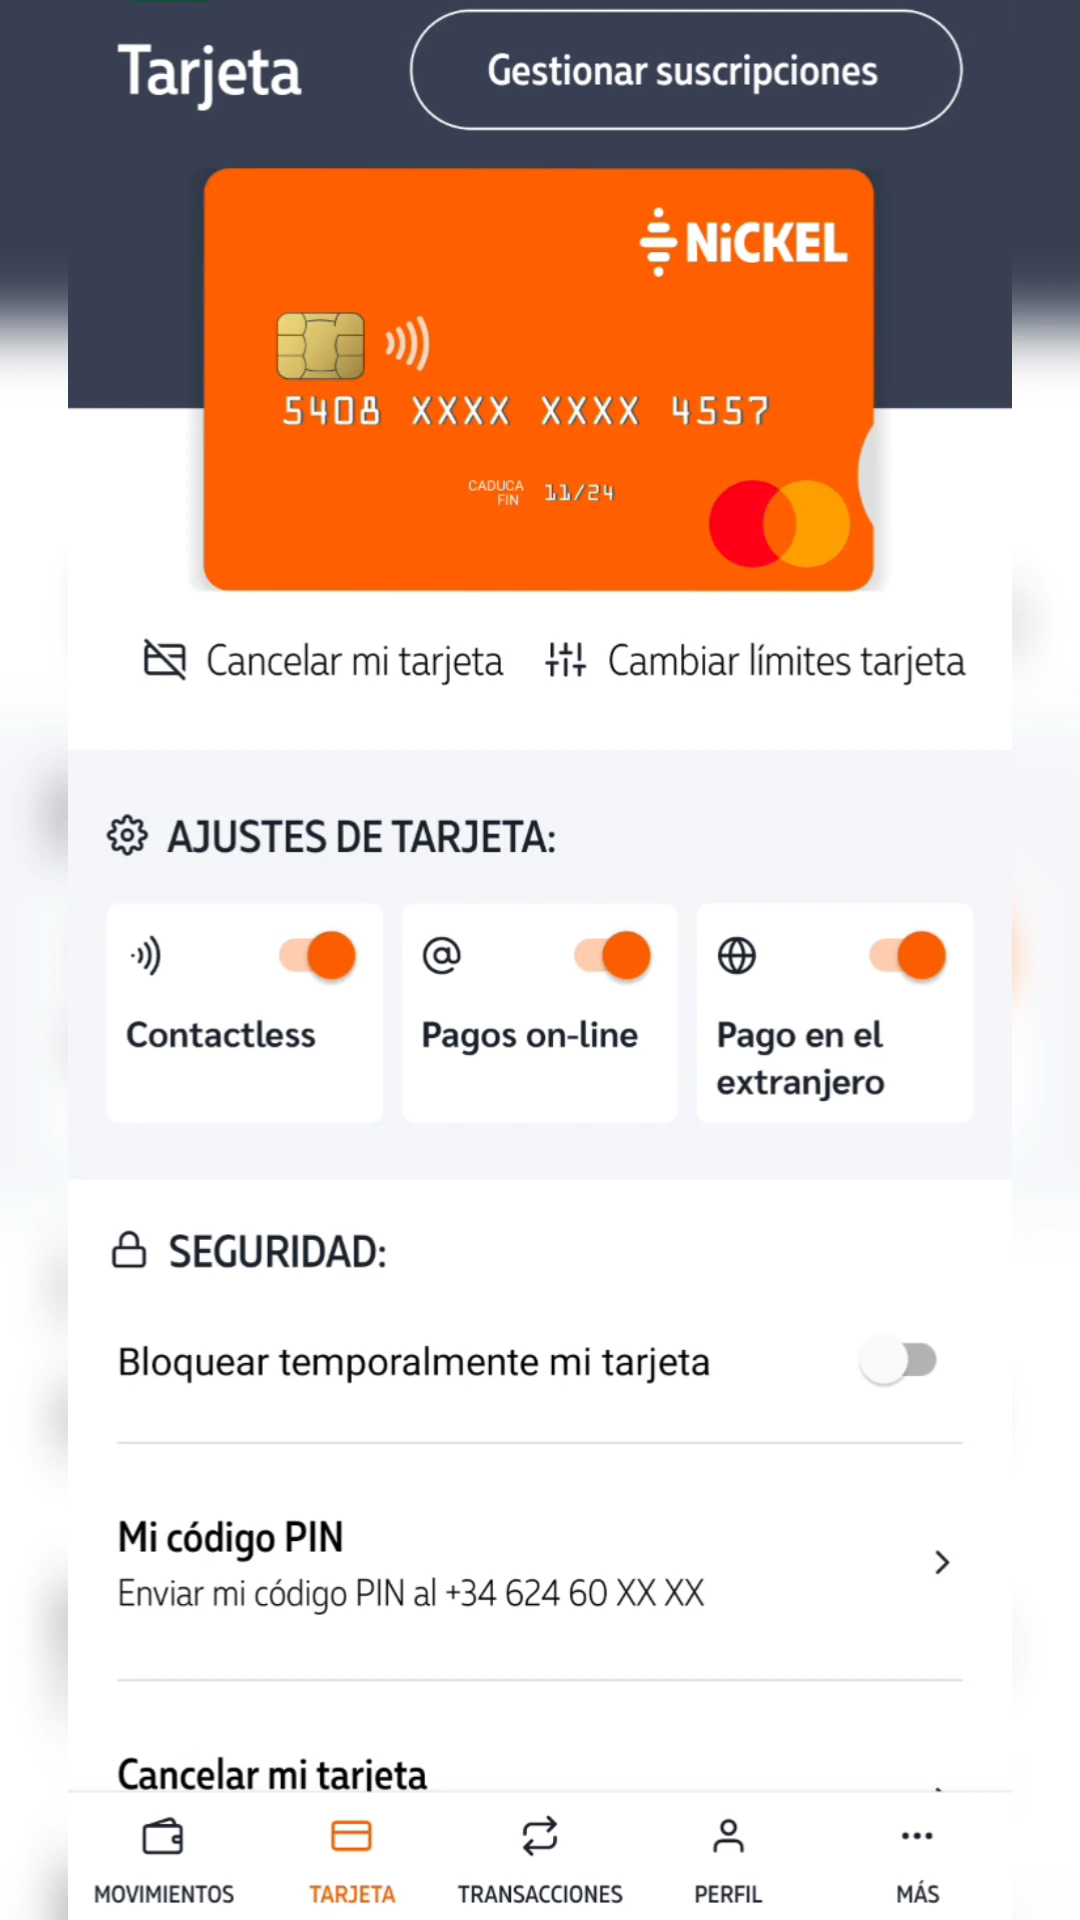 Tarjeta
Gestionar suscripciones
NiCKEL
5408 XXXX XXXX 4557
CADUCA
FIN
11/24
Cancelar mi tarjeta
Cambiar límites tarjeta
AJUSTES DE TARJETA:
Contactless
Pagos on-line
Pago en el
extranjero
SEGURIDAD:
Bloquear temporalmente mi tarjeta
Mi código PIN
Enviar mi código PIN al +34 624 60 XX XX
Cancelar mi tarjeta
MOVIMIENTOS
TARJETA
TRANSACCIONES
PERFIL
MÁS